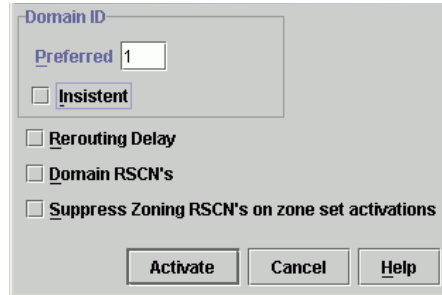 Domain ID
Preferred 1
Insistent
Rerouting Delay
Domain RSCN's
Suppress Zoning RSCN's on zone set activations
Activate Cancel Help